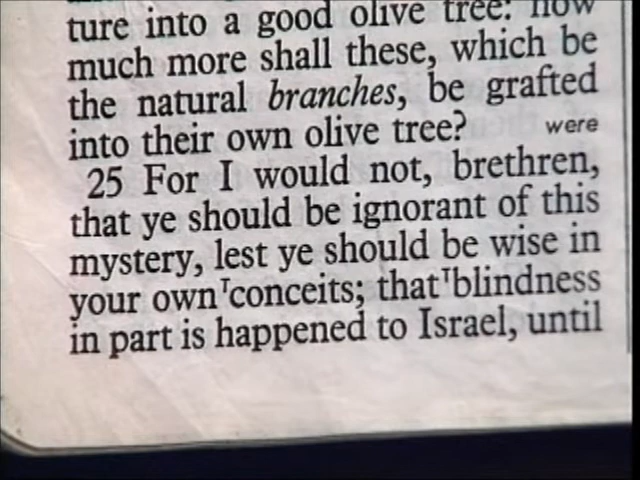 ture into a good olive tree: how
much more shall these, which be
the natural branches, be grafted
into their own olive tree? were
25 For I would not, brethren,
that ye should be ignorant of this
mystery, lest ye should be wise in
your own ᵀconceits; that ᵀblindness
in part is happened to Israel, until